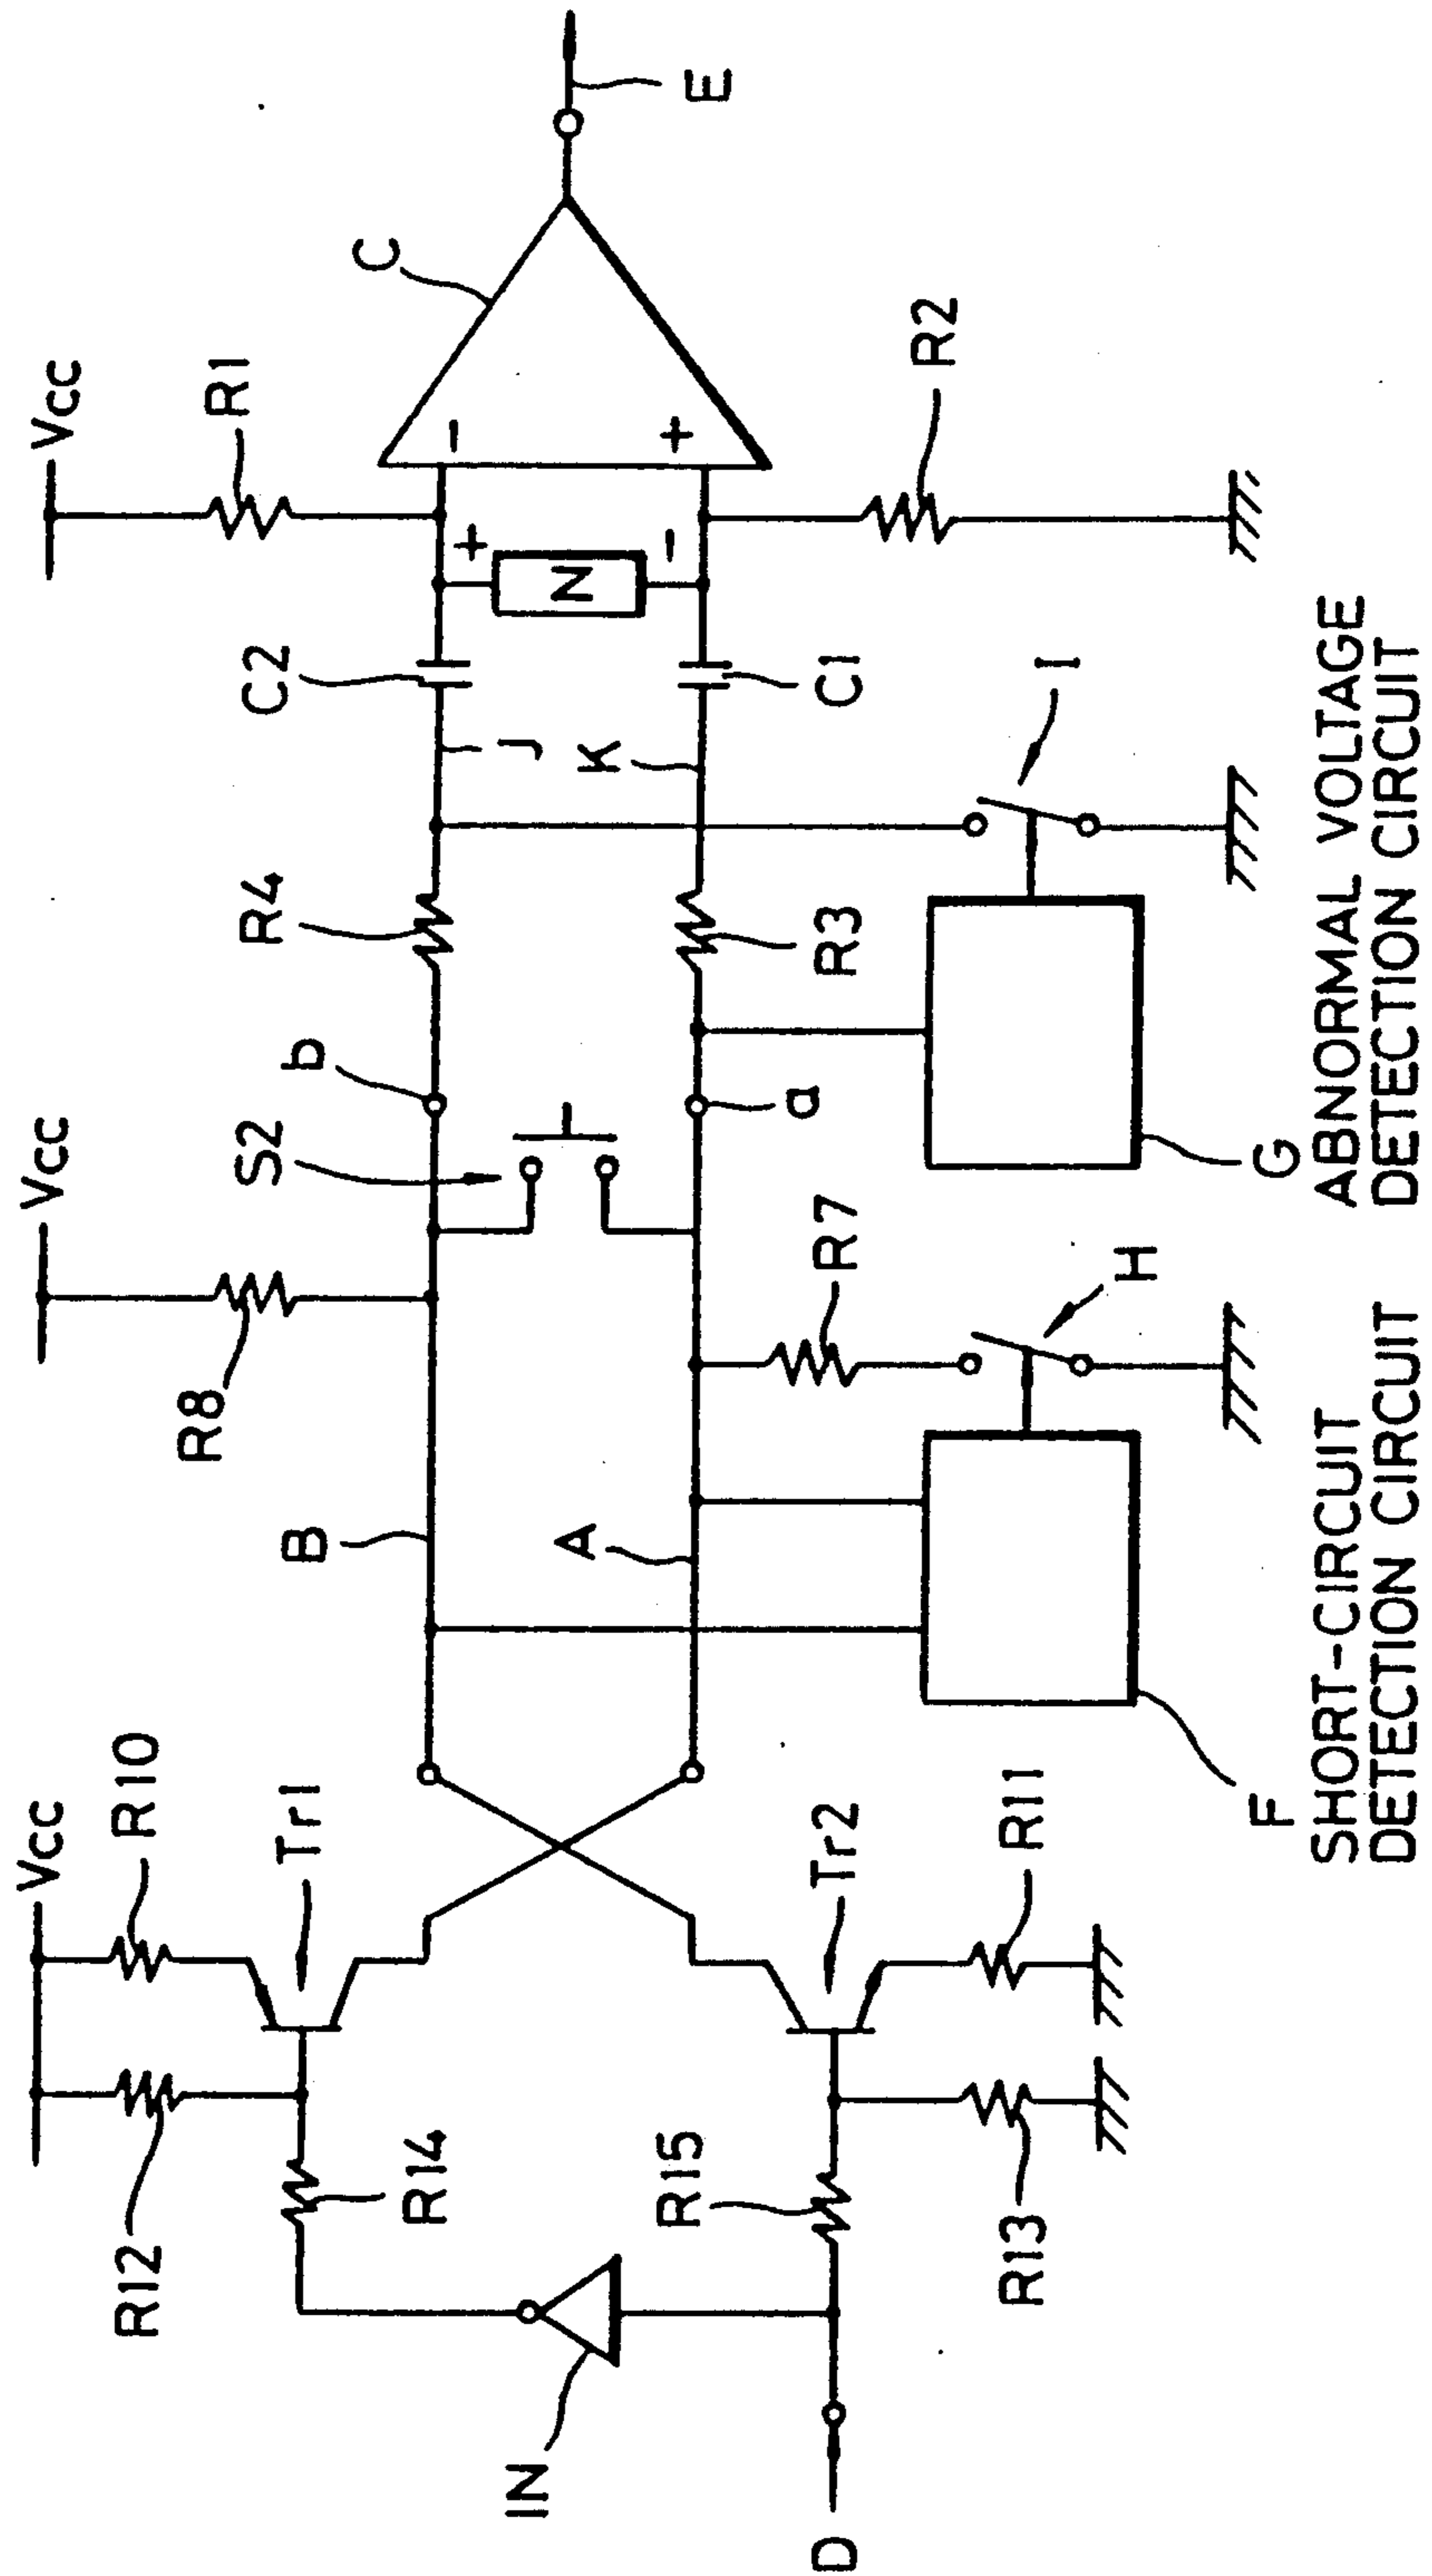 Vcc
Vcc
Vcc
R12
R10
R8
R1
Tr1
R14
IN
D
R15
Tr2
R13
R11
B
A
S2
b
a
R7
H
F
SHORT-CIRCUIT
DETECTION CIRCUIT
R4
R3
J
K
C2
C1
+
N
-
-
+
C
E
R2
I
G
ABNORMAL VOLTAGE
DETECTION CIRCUIT